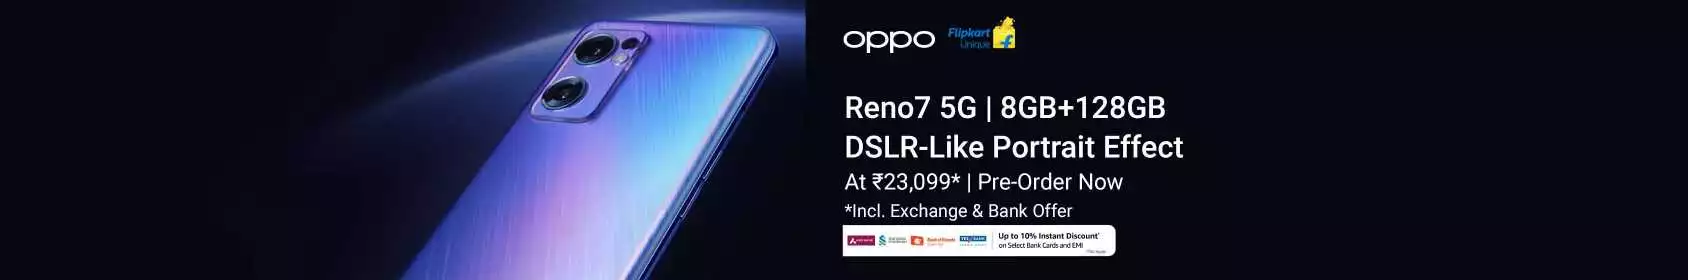 oppo
Flipkart
Unique
Reno7 5G | 8GB+128GB
DSLR-Like Portrait Effect
At ₹23,099* | Pre-Order Now
*Incl. Exchange & Bank Offer
Up to 10% Instant Discount*
on Select Bank Cards and EMI